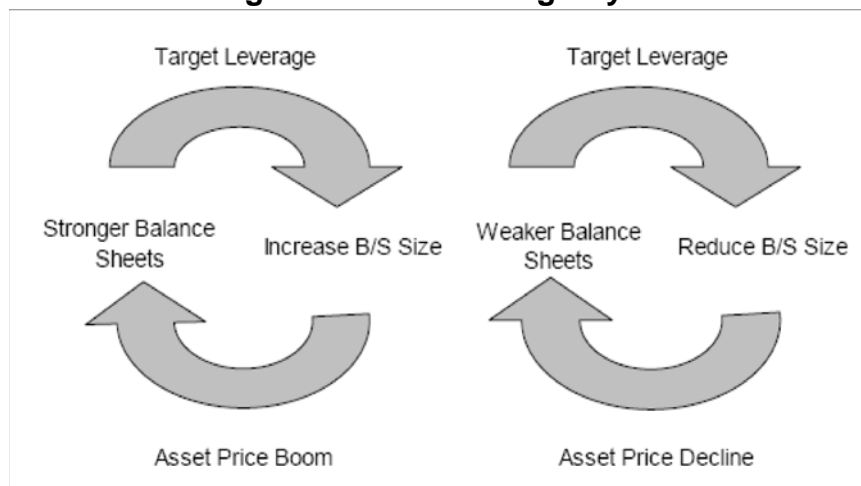 Target Leverage
Target Leverage
Stronger Balance
Sheets
Increase B/S Size
Weaker Balance
Sheets
Reduce B/S Size
Asset Price Boom
Asset Price Decline